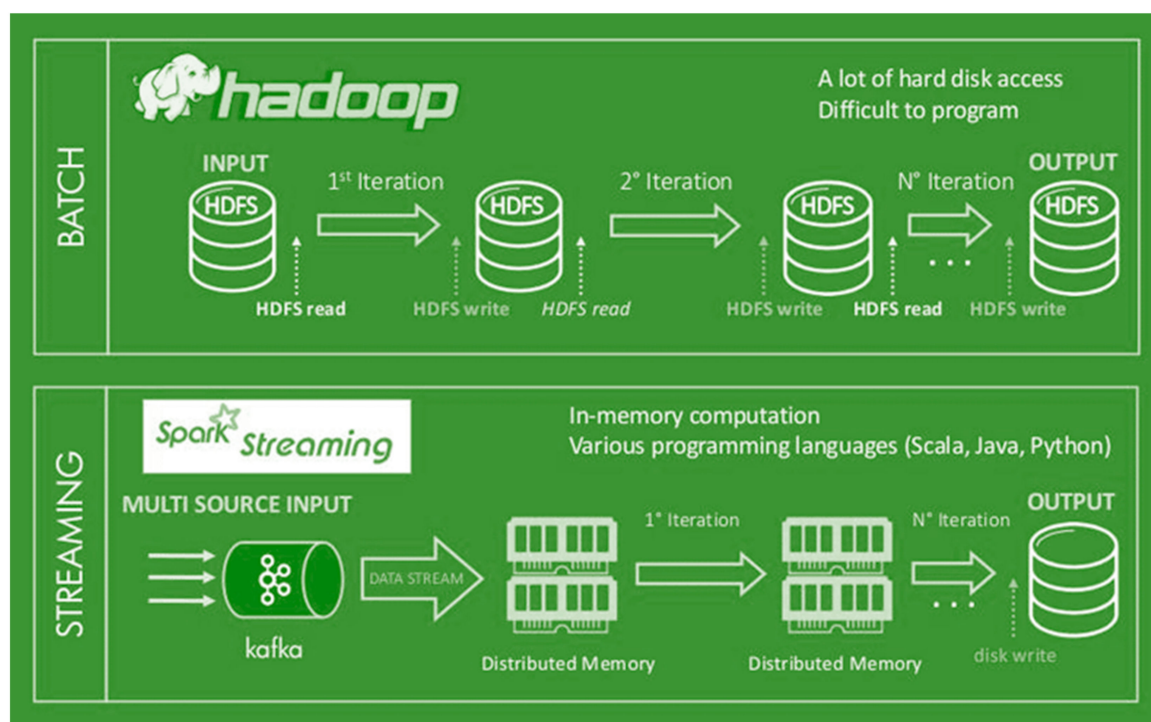 BATCH
hadoop
A lot of hard disk access
Difficult to program
INPUT
1st Iteration
2° Iteration
N° Iteration
OUTPUT
HDFS
HDFS
HDFS
HDFS
...
HDFS read
HDFS write
HDFS read
HDFS write
HDFS read
HDFS write
STREAMING
Spark Streaming
In-memory computation
Various programming languages (Scala, Java, Python)
MULTI SOURCE INPUT
1° Iteration
N° Iteration
OUTPUT
DATA STREAM
...
kafka
Distributed Memory
Distributed Memory
disk write